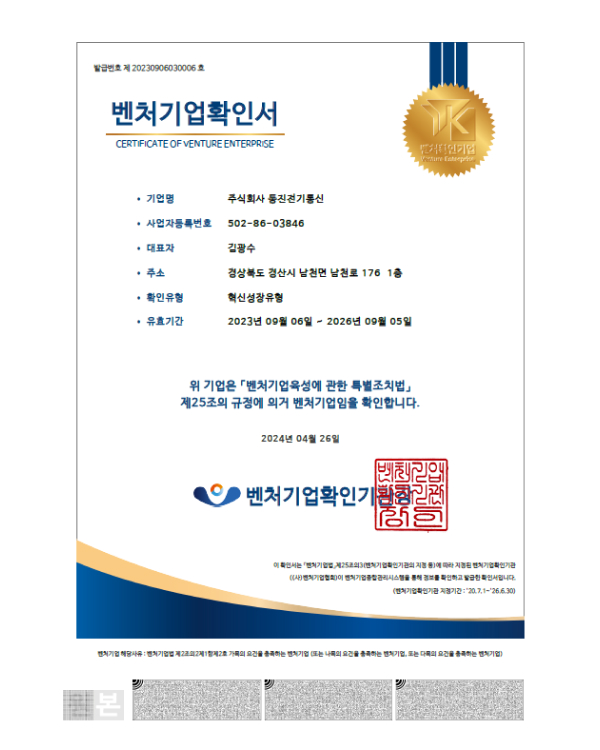 발급번호 제 20230906030006 호
벤처기업확인서
CERTIFICATE OF VENTURE ENTERPRISE
벤처확인기업
Venture Enterprise
• 기업명 주식회사 동진전기통신
• 사업자등록번호 502-86-03846
• 대표자 김광수
• 주소 경상북도 경산시 남천면 남천로 176 1층
• 확인유형 혁신성장유형
• 유효기간 2023년 09월 06일 ~ 2026년 09월 05일
위 기업은 「벤처기업육성에 관한 특별조치법」
제25조의 규정에 의거 벤처기업임을 확인합니다.
2024년 04월 26일
벤처기업확인기관장
벤처기업
확인기관
장인
이 확인서는 「벤처기업법」제25조의3(벤처기업확인기관의 지정 등)에 따라 지정된 벤처기업확인기관
((사)벤처기업협회)이 벤처기업종합관리시스템을 통해 정보를 확인하고 발급한 확인서입니다.
(벤처기업확인기관 지정기간 : '20.7.1~'26.6.30)
벤처기업 해당사유 : 벤처기업법 제2조의2제1항제2호 가목의 요건을 충족하는 벤처기업 (또는 나목의 요건을 충족하는 벤처기업, 또는 다목의 요건을 충족하는 벤처기업)
본